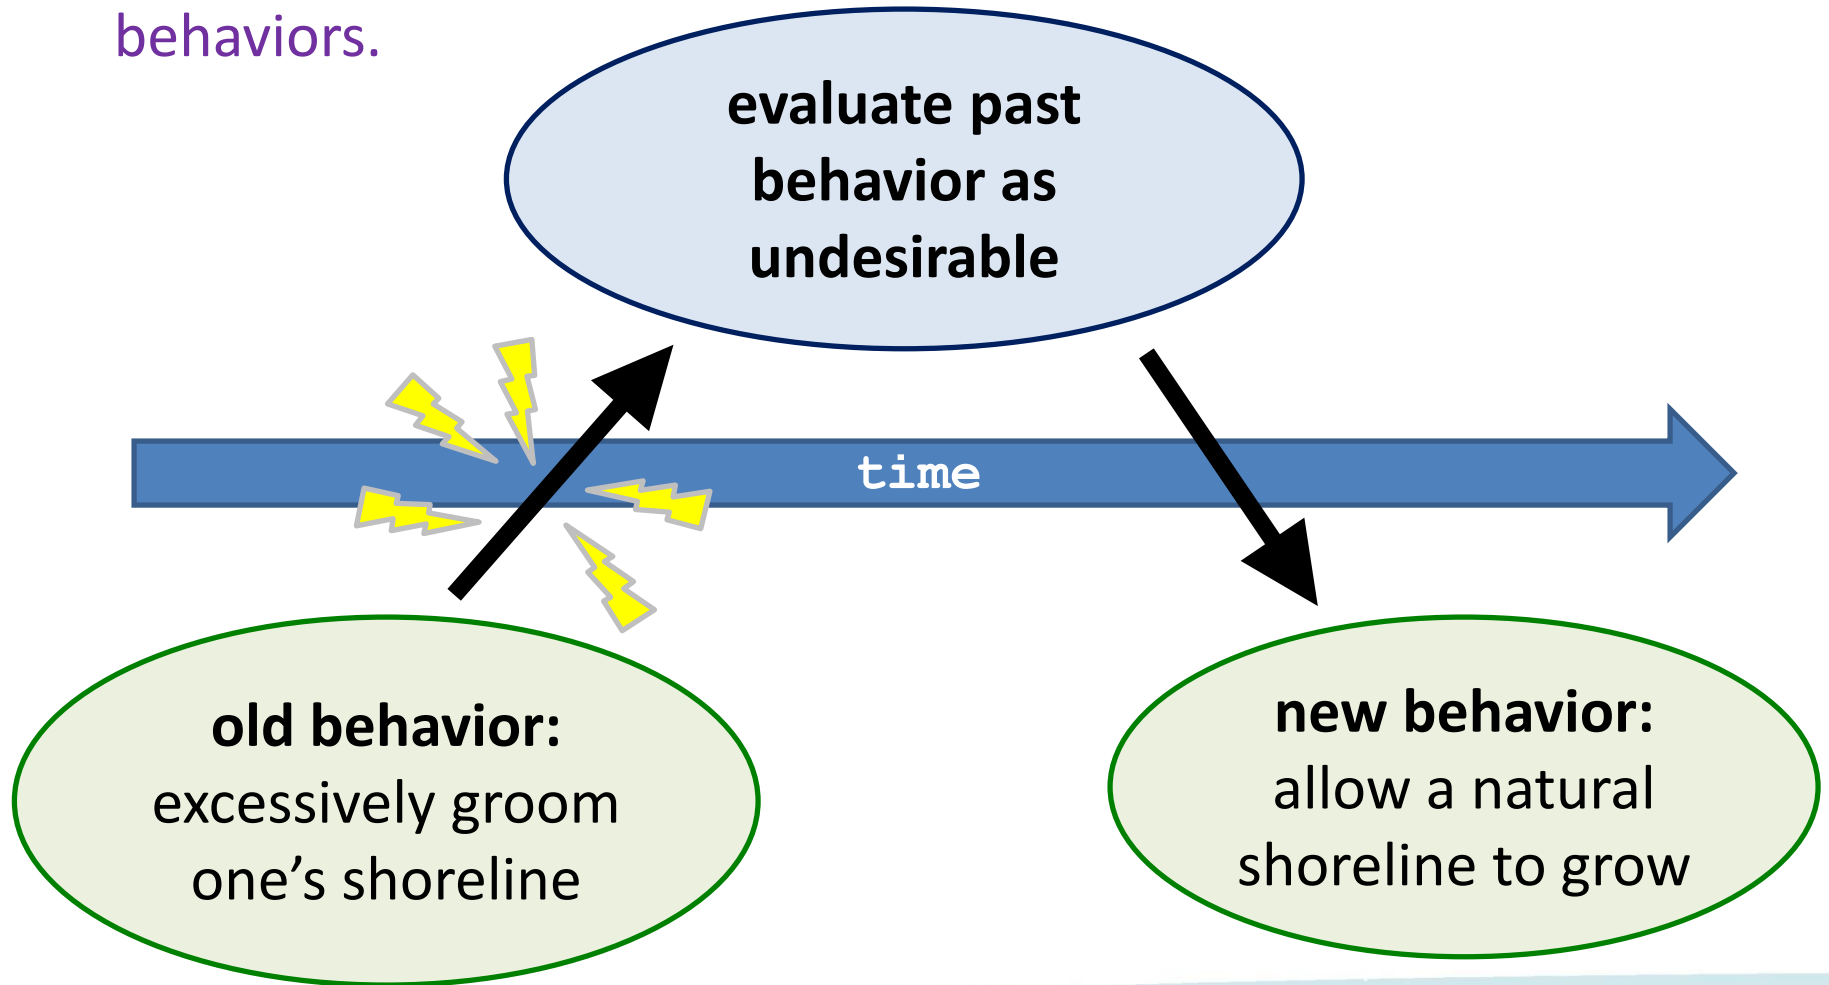 behaviors.
evaluate past
behavior as
undesirable
time
old behavior:
excessively groom
one’s shoreline
new behavior:
allow a natural
shoreline to grow